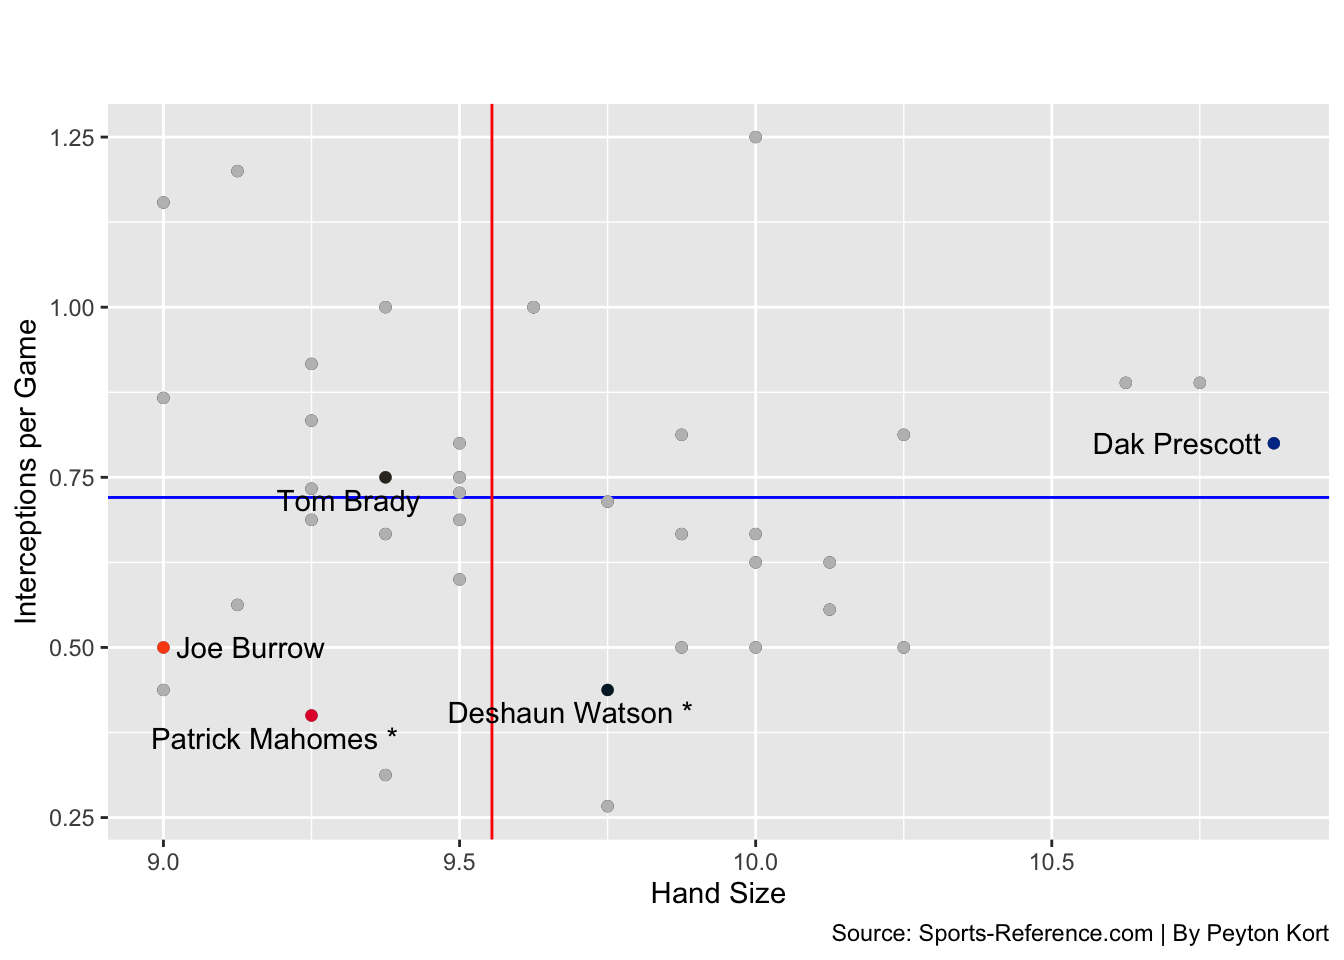 1.25
1.00
0.75
0.50
0.25
Interceptions per Game
Dak Prescott
Tom Brady
Joe Burrow
Deshaun Watson *
Patrick Mahomes *
9.0
9.5
10.0
10.5
Hand Size
Source: Sports-Reference.com | By Peyton Kort